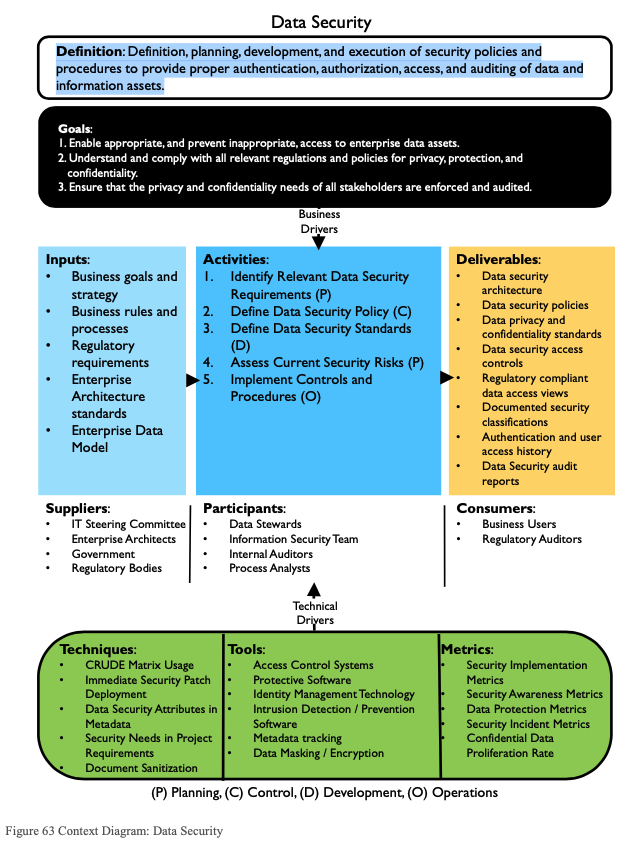 Data Security
Definition: Definition, planning, development, and execution of security policies and
procedures to provide proper authentication, authorization, access, and auditing of data and
information assets.
Goals:
1. Enable appropriate, and prevent inappropriate, access to enterprise data assets.
2. Understand and comply with all relevant regulations and policies for privacy, protection, and
confidentiality.
3. Ensure that the privacy and confidentiality needs of all stakeholders are enforced and audited.
Business
Drivers
Inputs:
• Business goals and
strategy
• Business rules and
processes
• Regulatory
requirements
• Enterprise
Architecture
standards
• Enterprise Data
Model
Activities:
1. Identify Relevant Data Security
Requirements (P)
2. Define Data Security Policy (C)
3. Define Data Security Standards
(D)
4. Assess Current Security Risks (P)
5. Implement Controls and
Procedures (O)
Deliverables:
• Data security
architecture
• Data security policies
• Data privacy and
confidentiality standards
• Data security access
controls
• Regulatory compliant
data access views
• Documented security
classifications
• Authentication and user
access history
• Data Security audit
reports
Suppliers:
• IT Steering Committee
• Enterprise Architects
• Government
• Regulatory Bodies
Participants:
• Data Stewards
• Information Security Team
• Internal Auditors
• Process Analysts
Consumers:
• Business Users
• Regulatory Auditors
Technical
Drivers
Techniques:
• CRUDE Matrix Usage
• Immediate Security Patch
Deployment
• Data Security Attributes in
Metadata
• Security Needs in Project
Requirements
• Document Sanitization
Tools:
• Access Control Systems
• Protective Software
• Identity Management Technology
• Intrusion Detection / Prevention
Software
• Metadata tracking
• Data Masking / Encryption
Metrics:
• Security Implementation
Metrics
• Security Awareness Metrics
• Data Protection Metrics
• Security Incident Metrics
• Confidential Data
Proliferation Rate
(P) Planning, (C) Control, (D) Development, (O) Operations
Figure 63 Context Diagram: Data Security